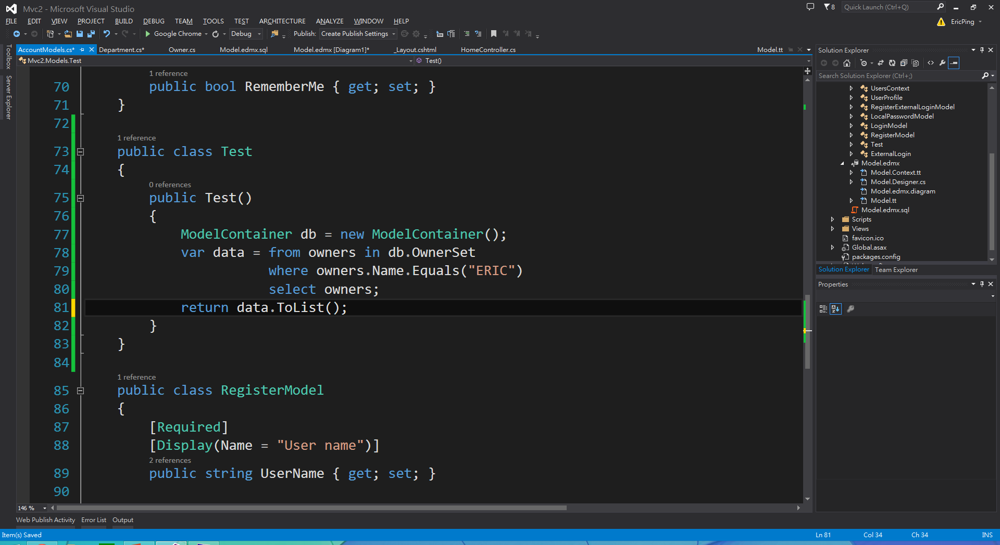 Mvc2 - Microsoft Visual Studio
8
Quick Launch (Ctrl+Q)
FILE EDIT VIEW PROJECT BUILD DEBUG TEAM TOOLS TEST ARCHITECTURE ANALYZE WINDOW HELP
EricPing
Google Chrome
Debug
Publish: Create Publish Settings
Toolbox
Server Explorer
AccountModels.cs* Department.cs* Owner.cs Model.edmx.sql Model.edmx [Diagram1]* _Layout.cshtml HomeController.cs Model.tt
Mvc2.Models.Test Test()
1 reference
70 public bool RememberMe { get; set; }
71 }
72
1 reference
73 public class Test
74 {
0 references
75 public Test()
76 {
77 ModelContainer db = new ModelContainer();
78 var data = from owners in db.OwnerSet
79 where owners.Name.Equals("ERIC")
80 select owners;
81 return data.ToList();
82 }
83 }
84
1 reference
85 public class RegisterModel
86 {
87 [Required]
88 [Display(Name = "User name")]
2 references
89 public string UserName { get; set; }
90
146 %
Solution Explorer
Search Solution Explorer (Ctrl+;)
UsersContext
UserProfile
RegisterExternalLoginModel
LocalPasswordModel
LoginModel
RegisterModel
Test
ExternalLogin
Model.edmx
Model.Context.tt
Model.Designer.cs
Model.edmx.diagram
Model.tt
Model.edmx.sql
Scripts
Views
favicon.ico
Global.asax
packages.config
Solution Explorer Team Explorer
Properties
Web Publish Activity Error List Output
Item(s) Saved
Ln 81 Col 34 Ch 34 INS